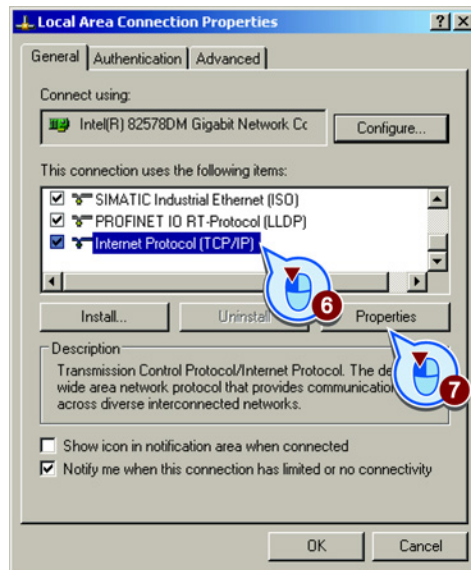 Local Area Connection Properties
General Authentication Advanced
Connect using:
Intel(R) 82578DM Gigabit Network Cc
Configure...
This connection uses the following items:
SIMATIC Industrial Ethernet (ISO)
PROFINET IO RT-Protocol (LLDP)
Internet Protocol (TCP/IP)
6
Install... Uninstall Properties
7
Description
Transmission Control Protocol/Internet Protocol. The de
wide area network protocol that provides communication
across diverse interconnected networks.
Show icon in notification area when connected
Notify me when this connection has limited or no connectivity
OK Cancel